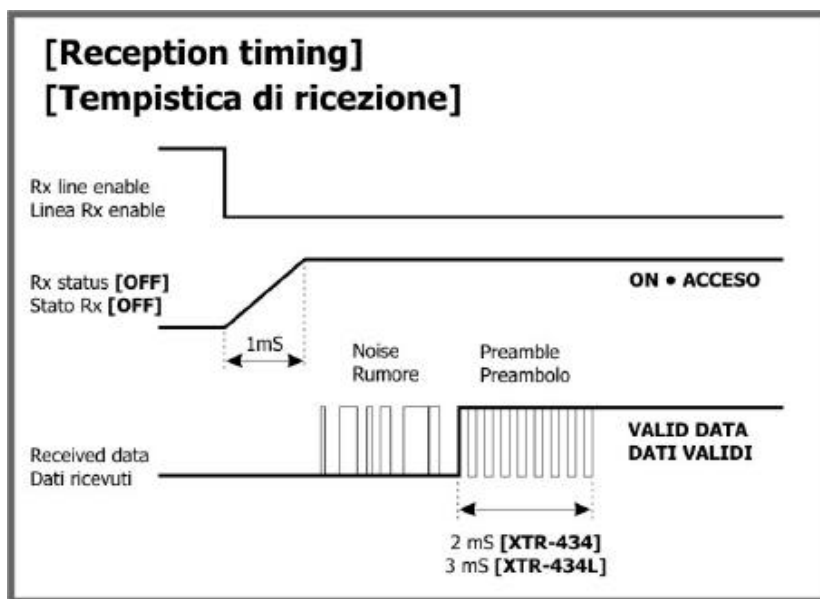 [Reception timing]
[Tempistica di ricezione]
Rx line enable
Linea Rx enable
Rx status [OFF]
Stato Rx [OFF]
ON • ACCESO
1mS
Noise
Rumore
Preamble
Preambolo
Received data
Dati ricevuti
VALID DATA
DATI VALIDI
2 mS [XTR-434]
3 mS [XTR-434L]